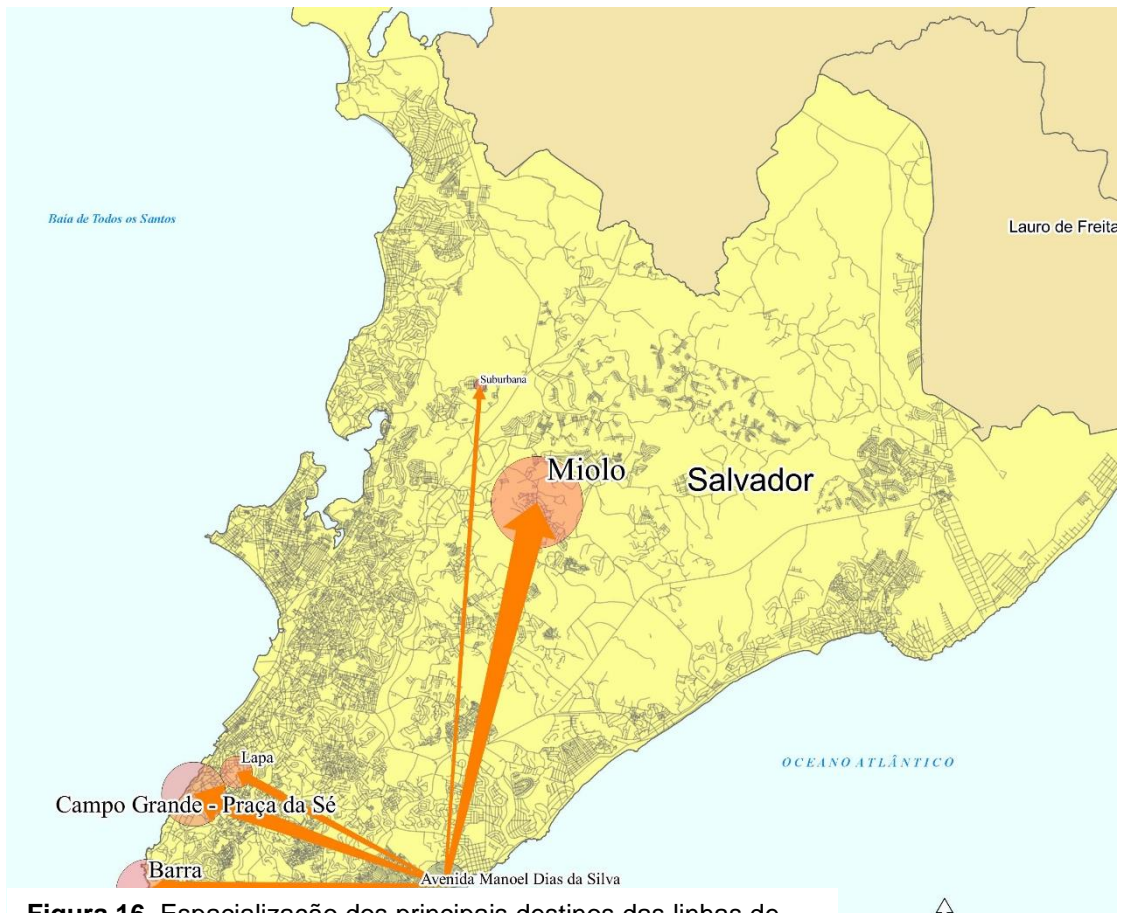 Baia de Todos os Santos
Lauro de Freita
Suburbana
Miolo
Salvador
Lapa
OCEANO ATLÂNTICO
Campo Grande - Praça da Sé
Barra
Avenida Manoel Dias da Silva
Figura 16. Espacialização dos principais destinos das linhas de